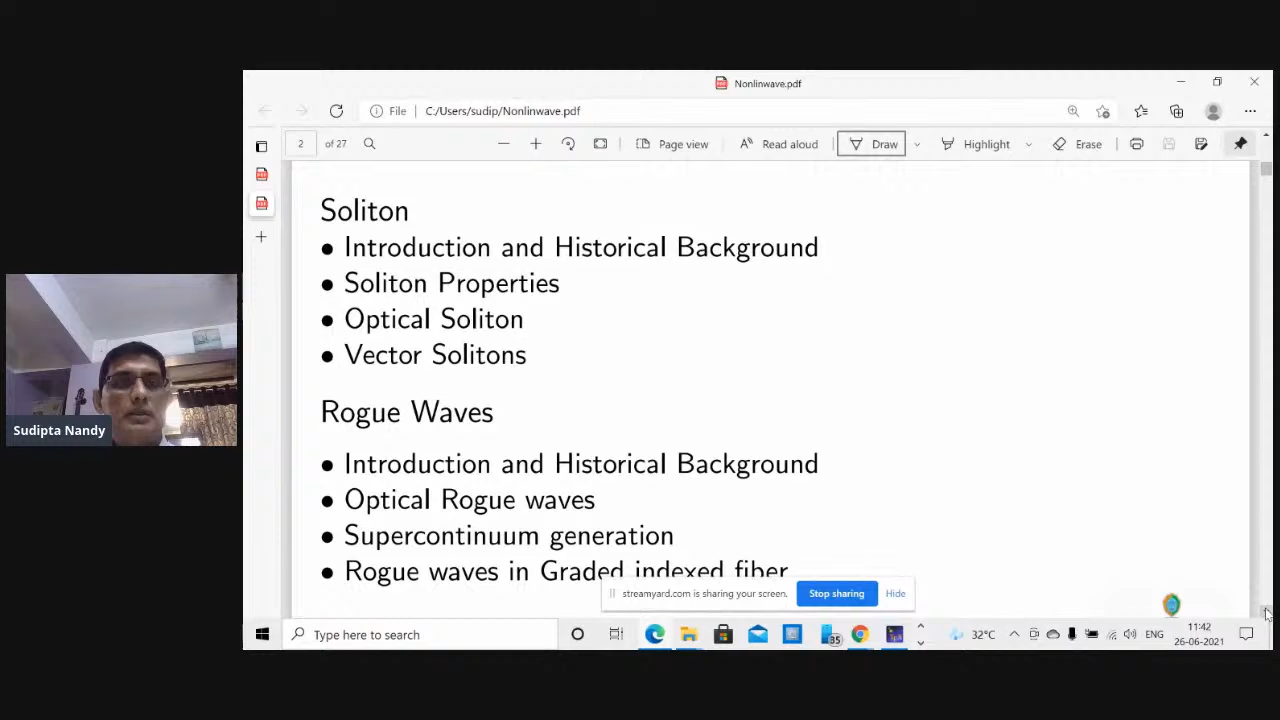 Nonlinwave.pdf
File | C:/Users/sudip/Nonlinwave.pdf
2 of 27 Page view Read aloud Draw Highlight Erase
Soliton
• Introduction and Historical Background
• Soliton Properties
• Optical Soliton
• Vector Solitons
Rogue Waves
• Introduction and Historical Background
• Optical Rogue waves
• Supercontinuum generation
• Rogue waves in Graded indexed fiber
Sudipta Nandy
streamyard.com is sharing your screen. Stop sharing Hide
Type here to search 35 32°C ENG 11:42
26-06-2021